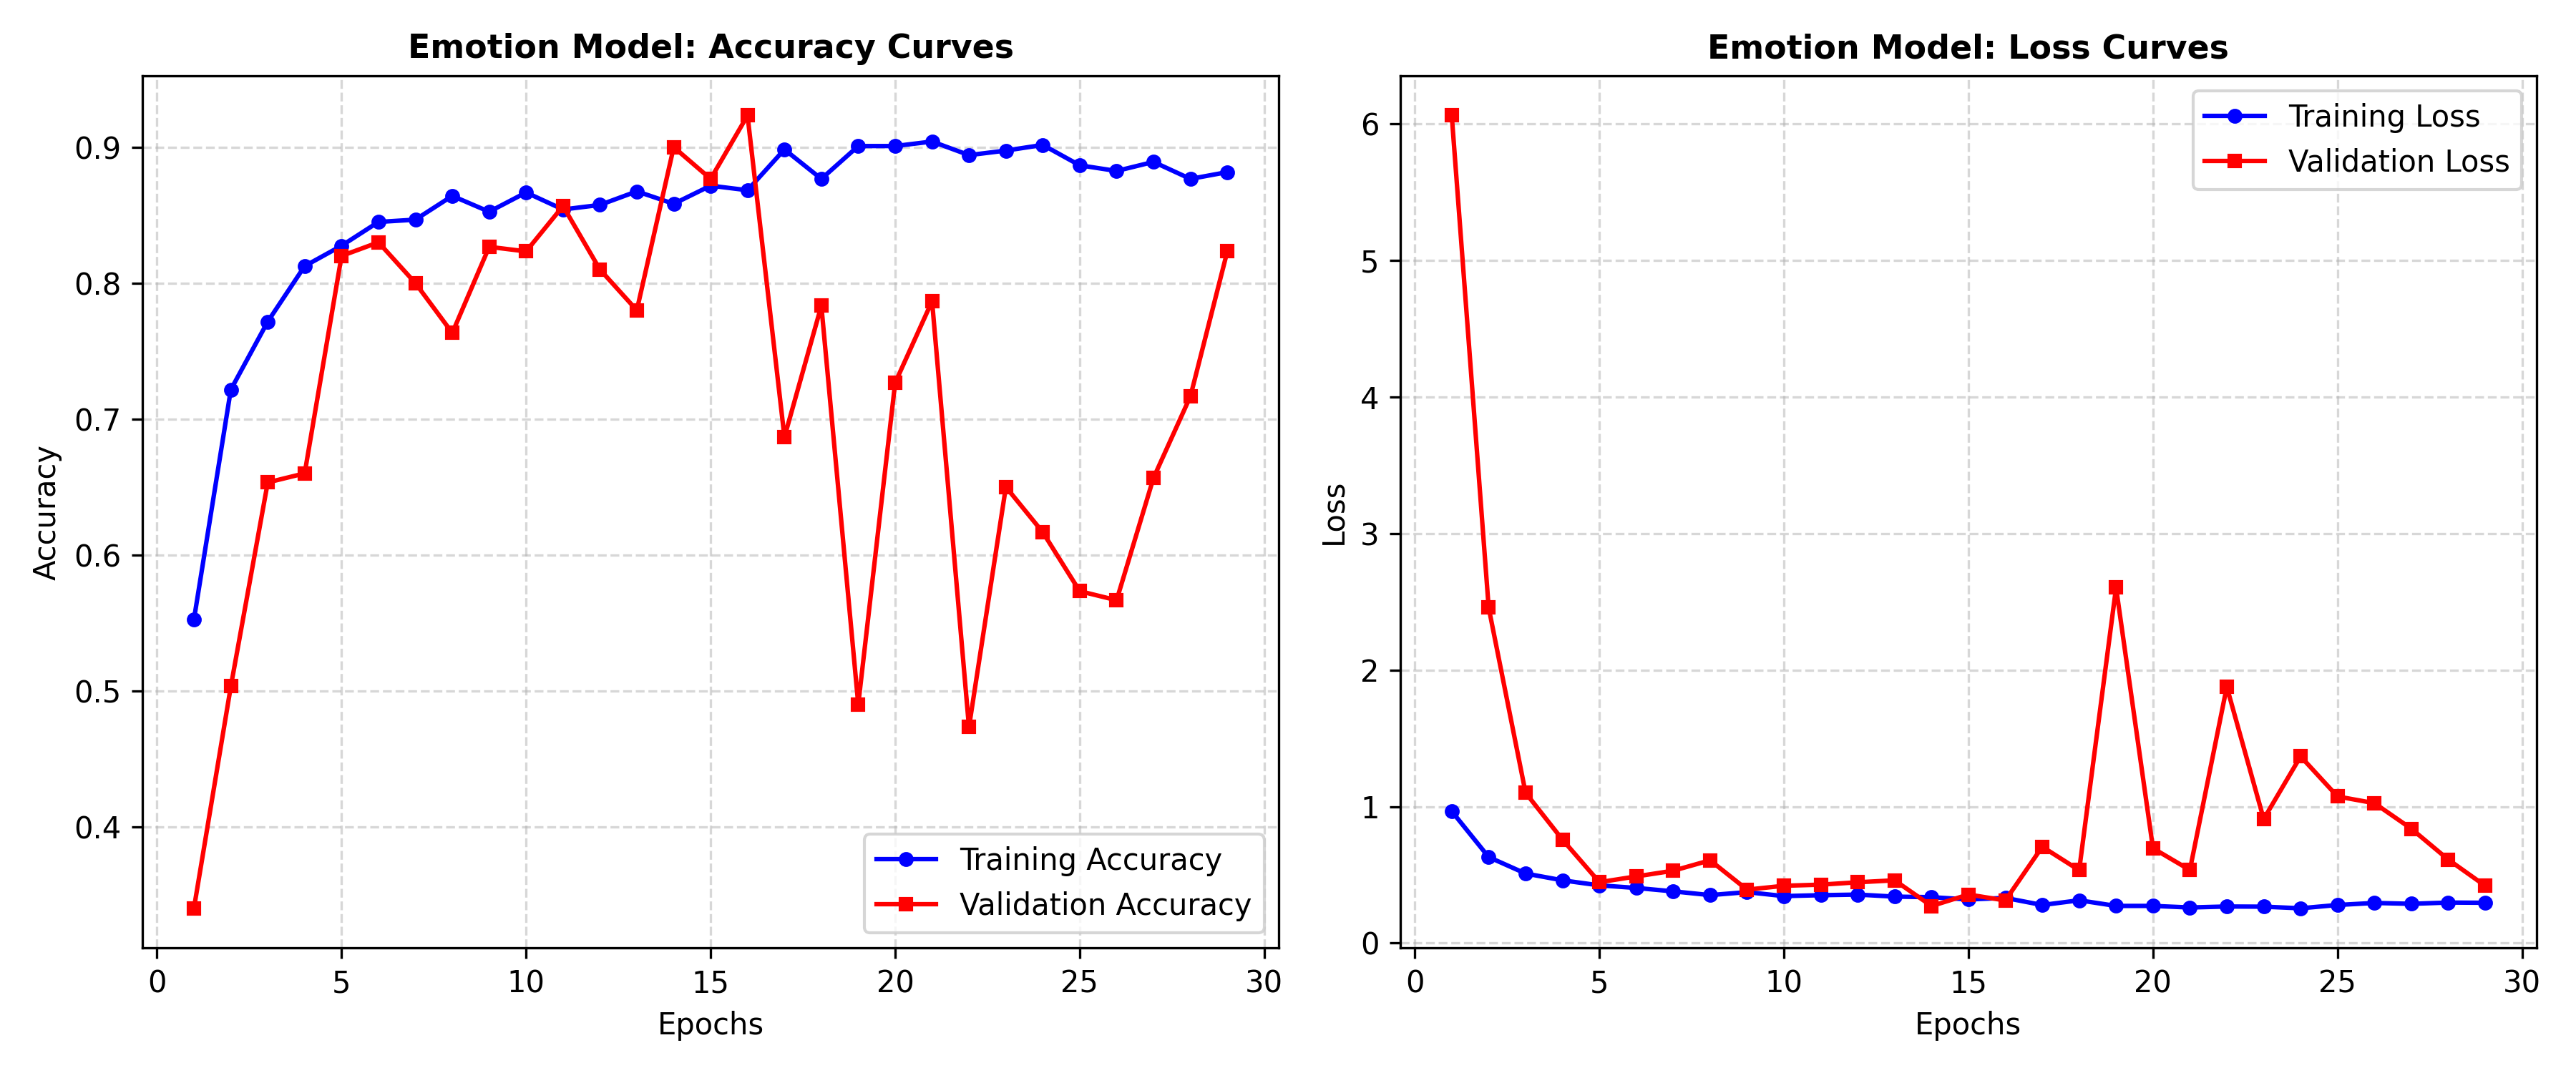 Emotion Model: Accuracy Curves
Accuracy
0.9
0.8
0.7
0.6
0.5
0.4
Training Accuracy
Validation Accuracy
0 5 10 15 20 25 30
Epochs
Emotion Model: Loss Curves
Loss
6
5
4
3
2
1
0
Training Loss
Validation Loss
0 5 10 15 20 25 30
Epochs